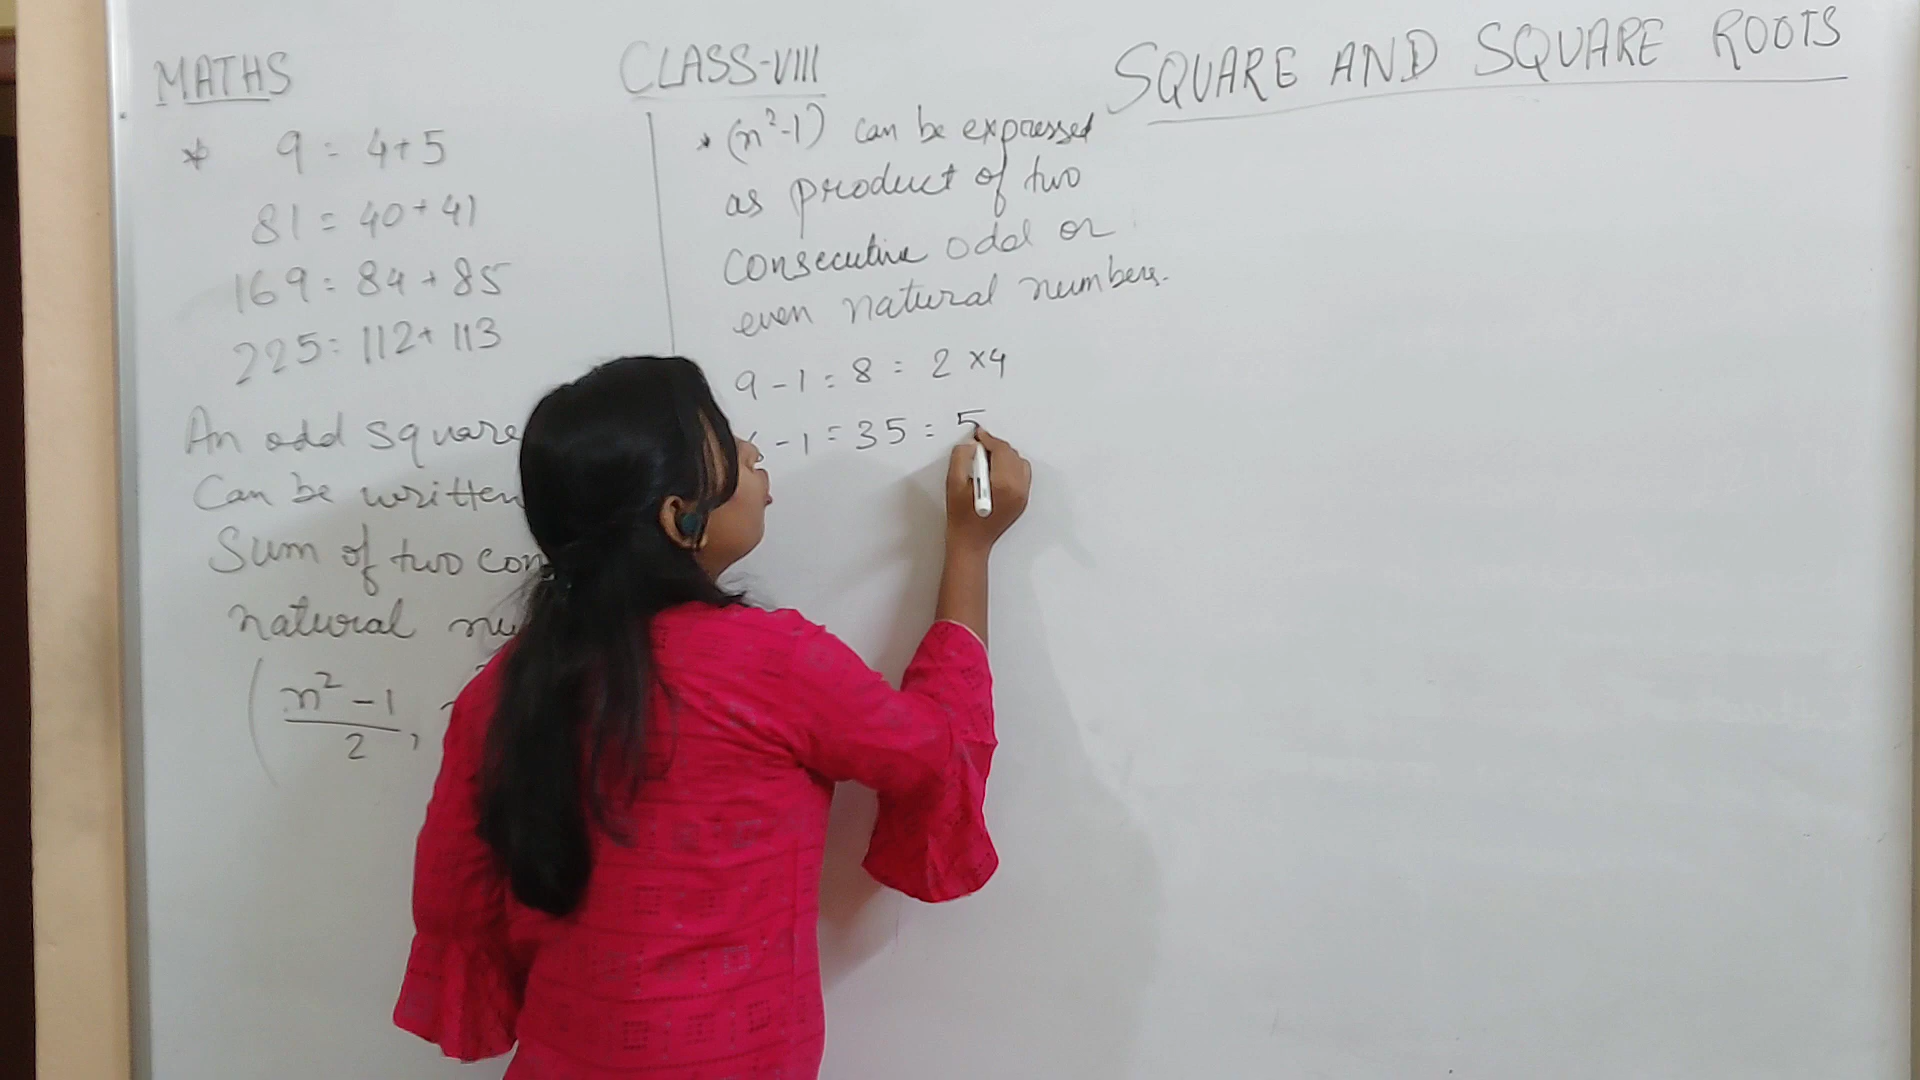 MATHS
CLASS-VIII
SQUARE AND SQUARE ROOTS
* 9 = 4+5
81 = 40+41
169 = 84+85
225 = 112+113
An odd square
Can be written
Sum of two con
natural nu
( n² - 1
2 ,
* (n²-1) can be expressed
as product of two
consecutive odd or
even natural numbers.
9 - 1 = 8 = 2 ×4
- 1 = 35 = 5